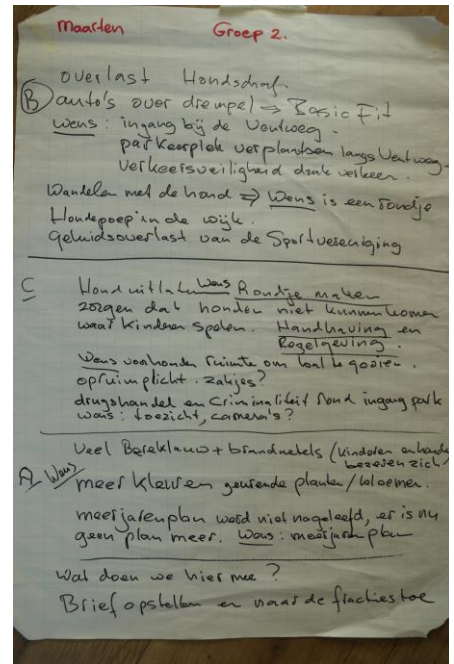 Maarten Groep 2.
overlast Hondsdraf.
B auto's over drempel ⇒ Basic Fit
wens: ingang bij de Ventweg.
parkeerplek verplaatsen langs Ventweg.
verkeersveiligheid druk verkeer.
Wandelen met de hond ⇒ Wens is een rondje
Hondepoep in de wijk.
geluidsoverlast van de Sportvereniging
C Hond uitlaten wens Rondje maken
zorgen dat honden niet kunnen komen
waar kinderen spelen. Handhaving en
Regelgeving.
Wens voor honden ruimte om bal te gooien.
opruimplicht. zakjes?
drugshandel en Criminaliteit rond ingang park
wens: toezicht, camera's?
Veel Bereklauw + brandnetels (kinderen en honden
bezeren zich)
A Wens
meer kleuren geurende planten / bloemen.
meerjarenplan word niet nageleefd, er is nu
geen plan meer. Wens: meerjarenplan
Wat doen we hier mee?
Brief opstellen en naar de fracties toe